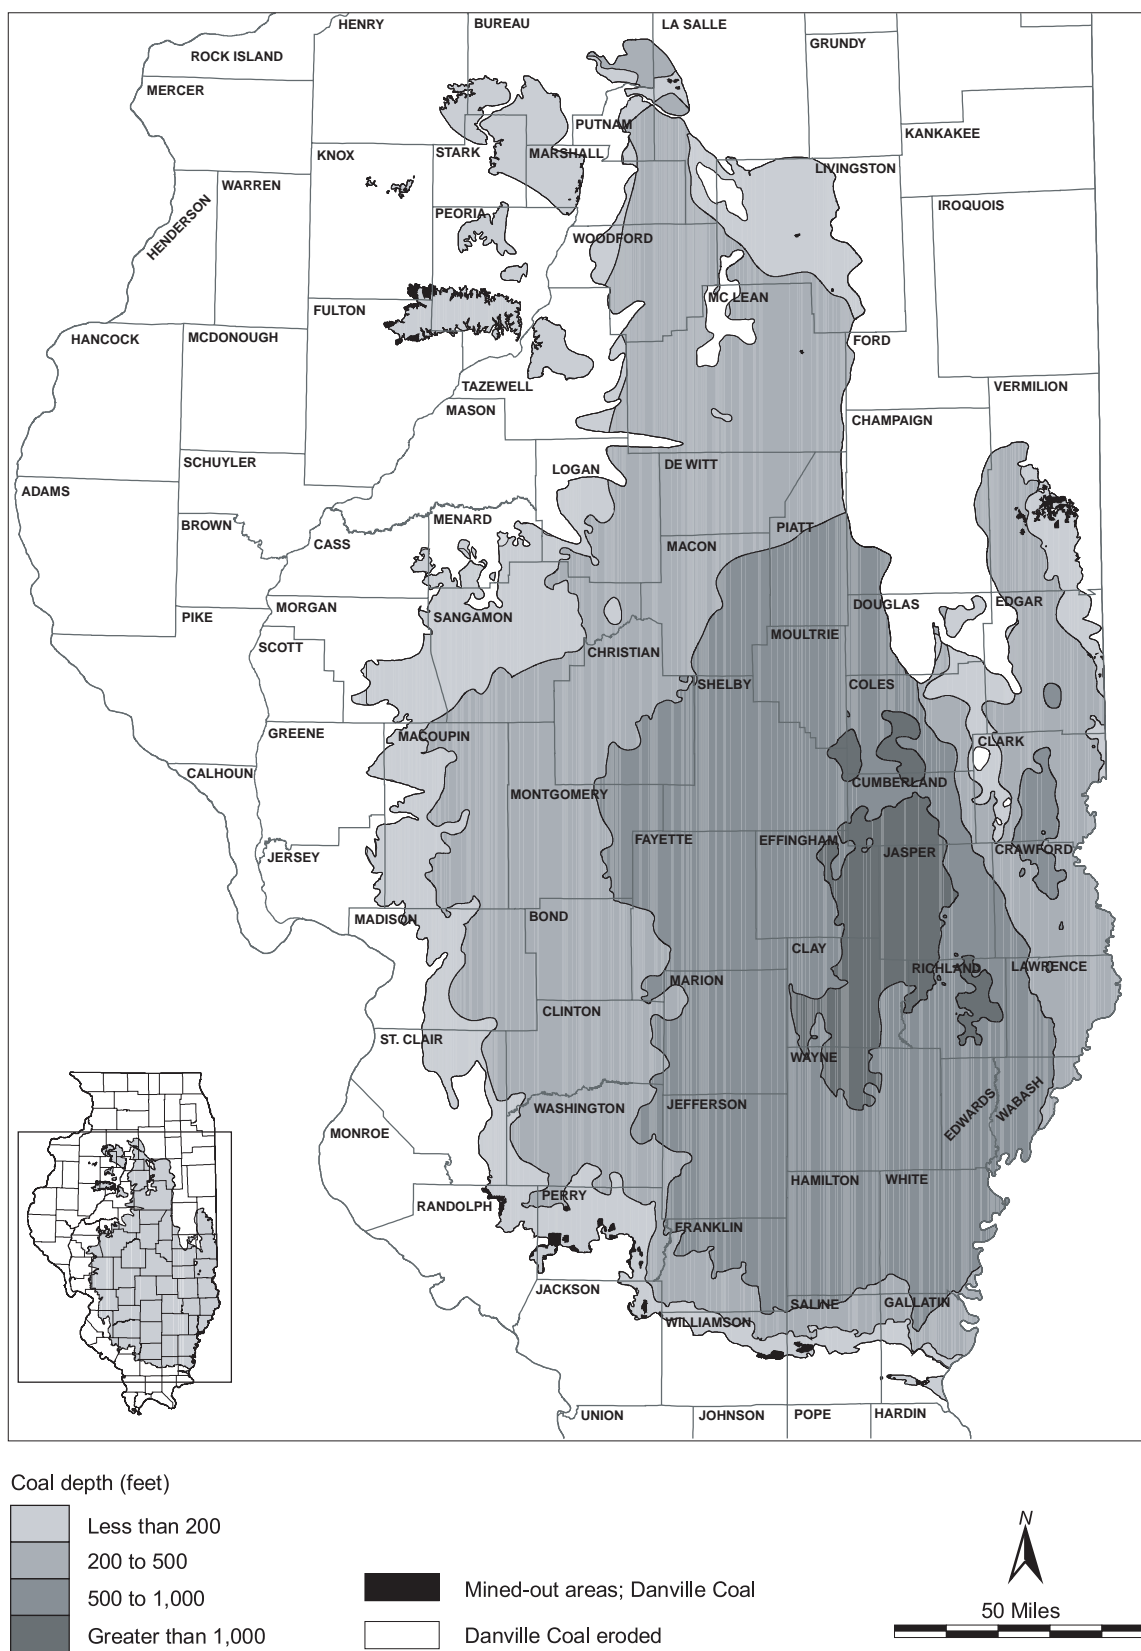 HENRY
BUREAU
LA SALLE
GRUNDY
ROCK ISLAND
MERCER
PUTNAM
KANKAKEE
KNOX
STARK
MARSHALL
LIVINGSTON
WARREN
HENDERSON
IROQUOIS
PEORIA
WOODFORD
MC LEAN
FULTON
HANCOCK
MCDONOUGH
FORD
TAZEWELL
VERMILION
MASON
CHAMPAIGN
SCHUYLER
LOGAN
DE WITT
ADAMS
BROWN
MENARD
PIATT
CASS
MACON
MORGAN
PIKE
SANGAMON
DOUGLAS
EDGAR
SCOTT
CHRISTIAN
MOULTRIE
SHELBY
COLES
GREENE
MACOUPIN
CLARK
CALHOUN
MONTGOMERY
CUMBERLAND
JERSEY
FAYETTE
EFFINGHAM
JASPER
CRAWFORD
MADISON
BOND
CLAY
RICHLAND
LAWRENCE
MARION
CLINTON
ST. CLAIR
WAYNE
WASHINGTON
JEFFERSON
EDWARDS
WABASH
MONROE
RANDOLPH
PERRY
HAMILTON
WHITE
FRANKLIN
JACKSON
SALINE
GALLATIN
WILLIAMSON
UNION
JOHNSON
POPE
HARDIN
Coal depth (feet)
Less than 200
200 to 500
500 to 1,000
Greater than 1,000
Mined-out areas; Danville Coal
Danville Coal eroded
N
50 Miles